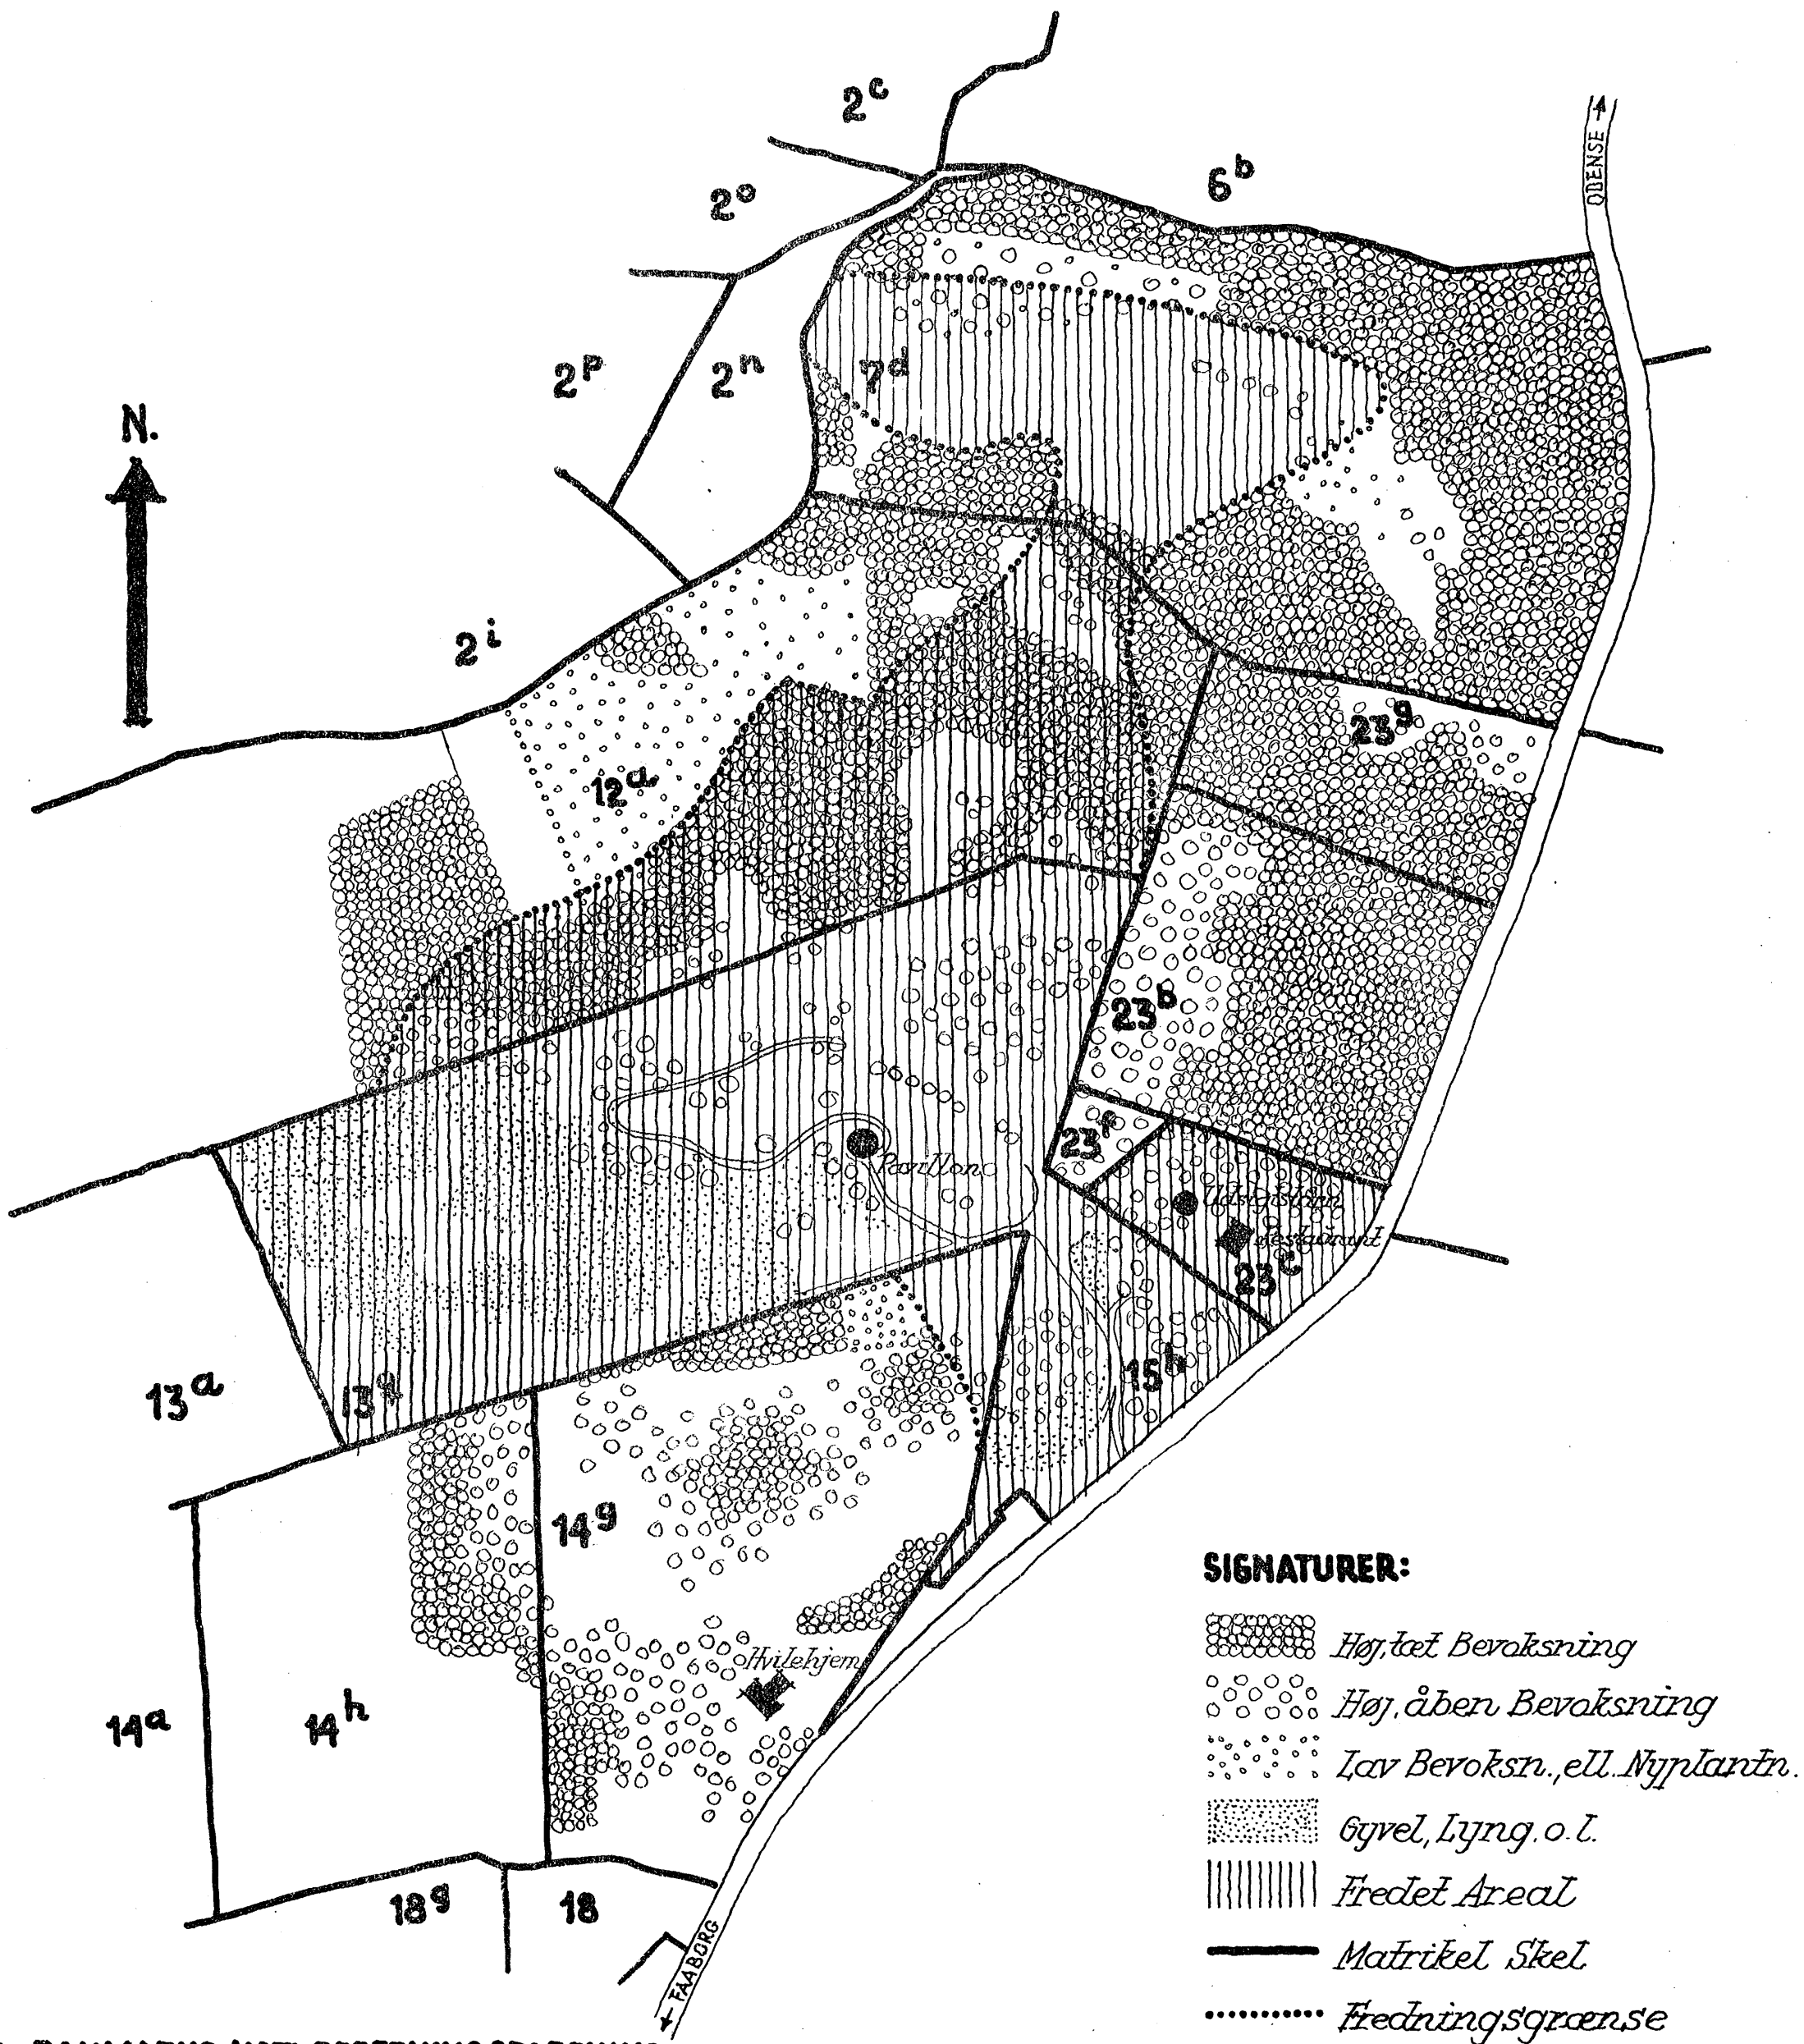 2c
ODENSE →
6b
2o
2p
2n
7d
N.
2i
23g
12a
23b
23f
Pavillon
Udsigtstårn
Restaurant
23c
13a
15h
14g
SIGNATURER:
Høj, tæt Bevoksning
Hvilehjem
Høj, åben Bevoksning
14a
14h
Lav Bevoksn., ell. Nyplantn.
Gyvel, Lyng, o.l.
Fredet Areal
18g
18
Matrikel Skel
← FAABORG
Fredningsgrænse